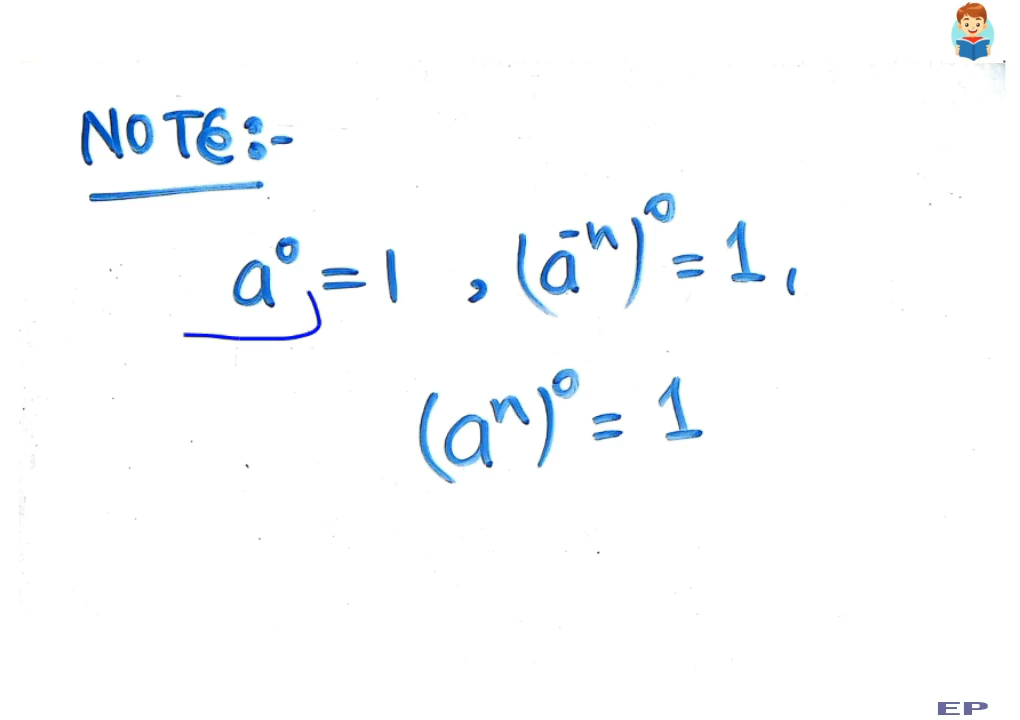 NOTE:-
a⁰ = 1 , (a⁻ⁿ)⁰ = 1,
(aⁿ)⁰ = 1
EP